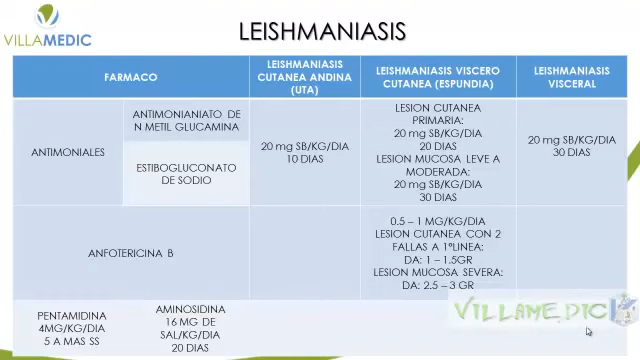 VILLAMEDIC
LEISHMANIASIS
FARMACO
LEISHMANIASIS
CUTANEA ANDINA
(UTA)
LEISHMANIASIS VISCERO
CUTANEA (ESPUNDIA)
LEISHMANIASIS
VISCERAL
ANTIMONIALES
ANTIMONIANIATO DE
N METIL GLUCAMINA
ESTIBOGLUCONATO
DE SODIO
20 mg SB/KG/DIA
10 DIAS
LESION CUTANEA
PRIMARIA:
20 mg SB/KG/DIA
20 DIAS
LESION MUCOSA LEVE A
MODERADA:
20 mg SB/KG/DIA
30 DIAS
20 mg SB/KG/DIA
30 DIAS
ANFOTERICINA B
0.5 – 1 MG/KG/DIA
LESION CUTANEA CON 2
FALLAS A 1°LINEA:
DA: 1 – 1.5GR
LESION MUCOSA SEVERA:
DA: 2.5 – 3 GR
PENTAMIDINA
4MG/KG/DIA
5 A MAS SS
AMINOSIDINA
16 MG DE
SAL/KG/DIA
20 DIAS
VILLAMEDIC